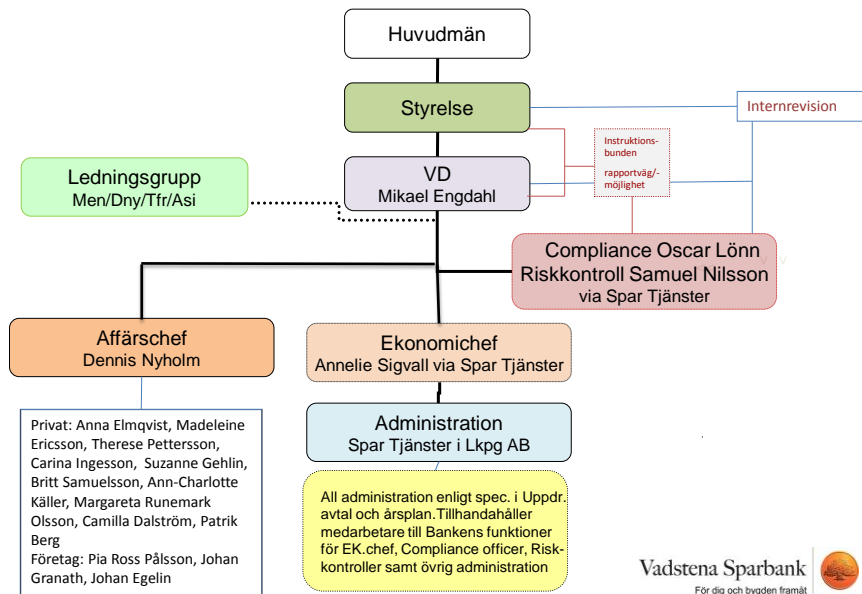 Huvudmän
Styrelse
Internrevision
Instruktions-
bunden
rapportväg/-
möjlighet
VD
Mikael Engdahl
Ledningsgrupp
Men/Dny/Tfr/Asi
Compliance Oscar Lönn
Riskkontroll Samuel Nilsson
via Spar Tjänster
Affärschef
Dennis Nyholm
Ekonomichef
Annelie Sigvall via Spar Tjänster
Privat: Anna Elmqvist, Madeleine
Ericsson, Therese Pettersson,
Carina Ingesson, Suzanne Gehlin,
Britt Samuelsson, Ann-Charlotte
Käller, Margareta Runemark
Olsson, Camilla Dalström, Patrik
Berg
Företag: Pia Ross Pålsson, Johan
Granath, Johan Egelin
Administration
Spar Tjänster i Lkpg AB
All administration enligt spec. i Uppdr.
avtal och årsplan.Tillhandahåller
medarbetare till Bankens funktioner
för EK.chef, Compliance officer, Risk-
kontroller samt övrig administration
Vadstena Sparbank
För dig och bygden framåt